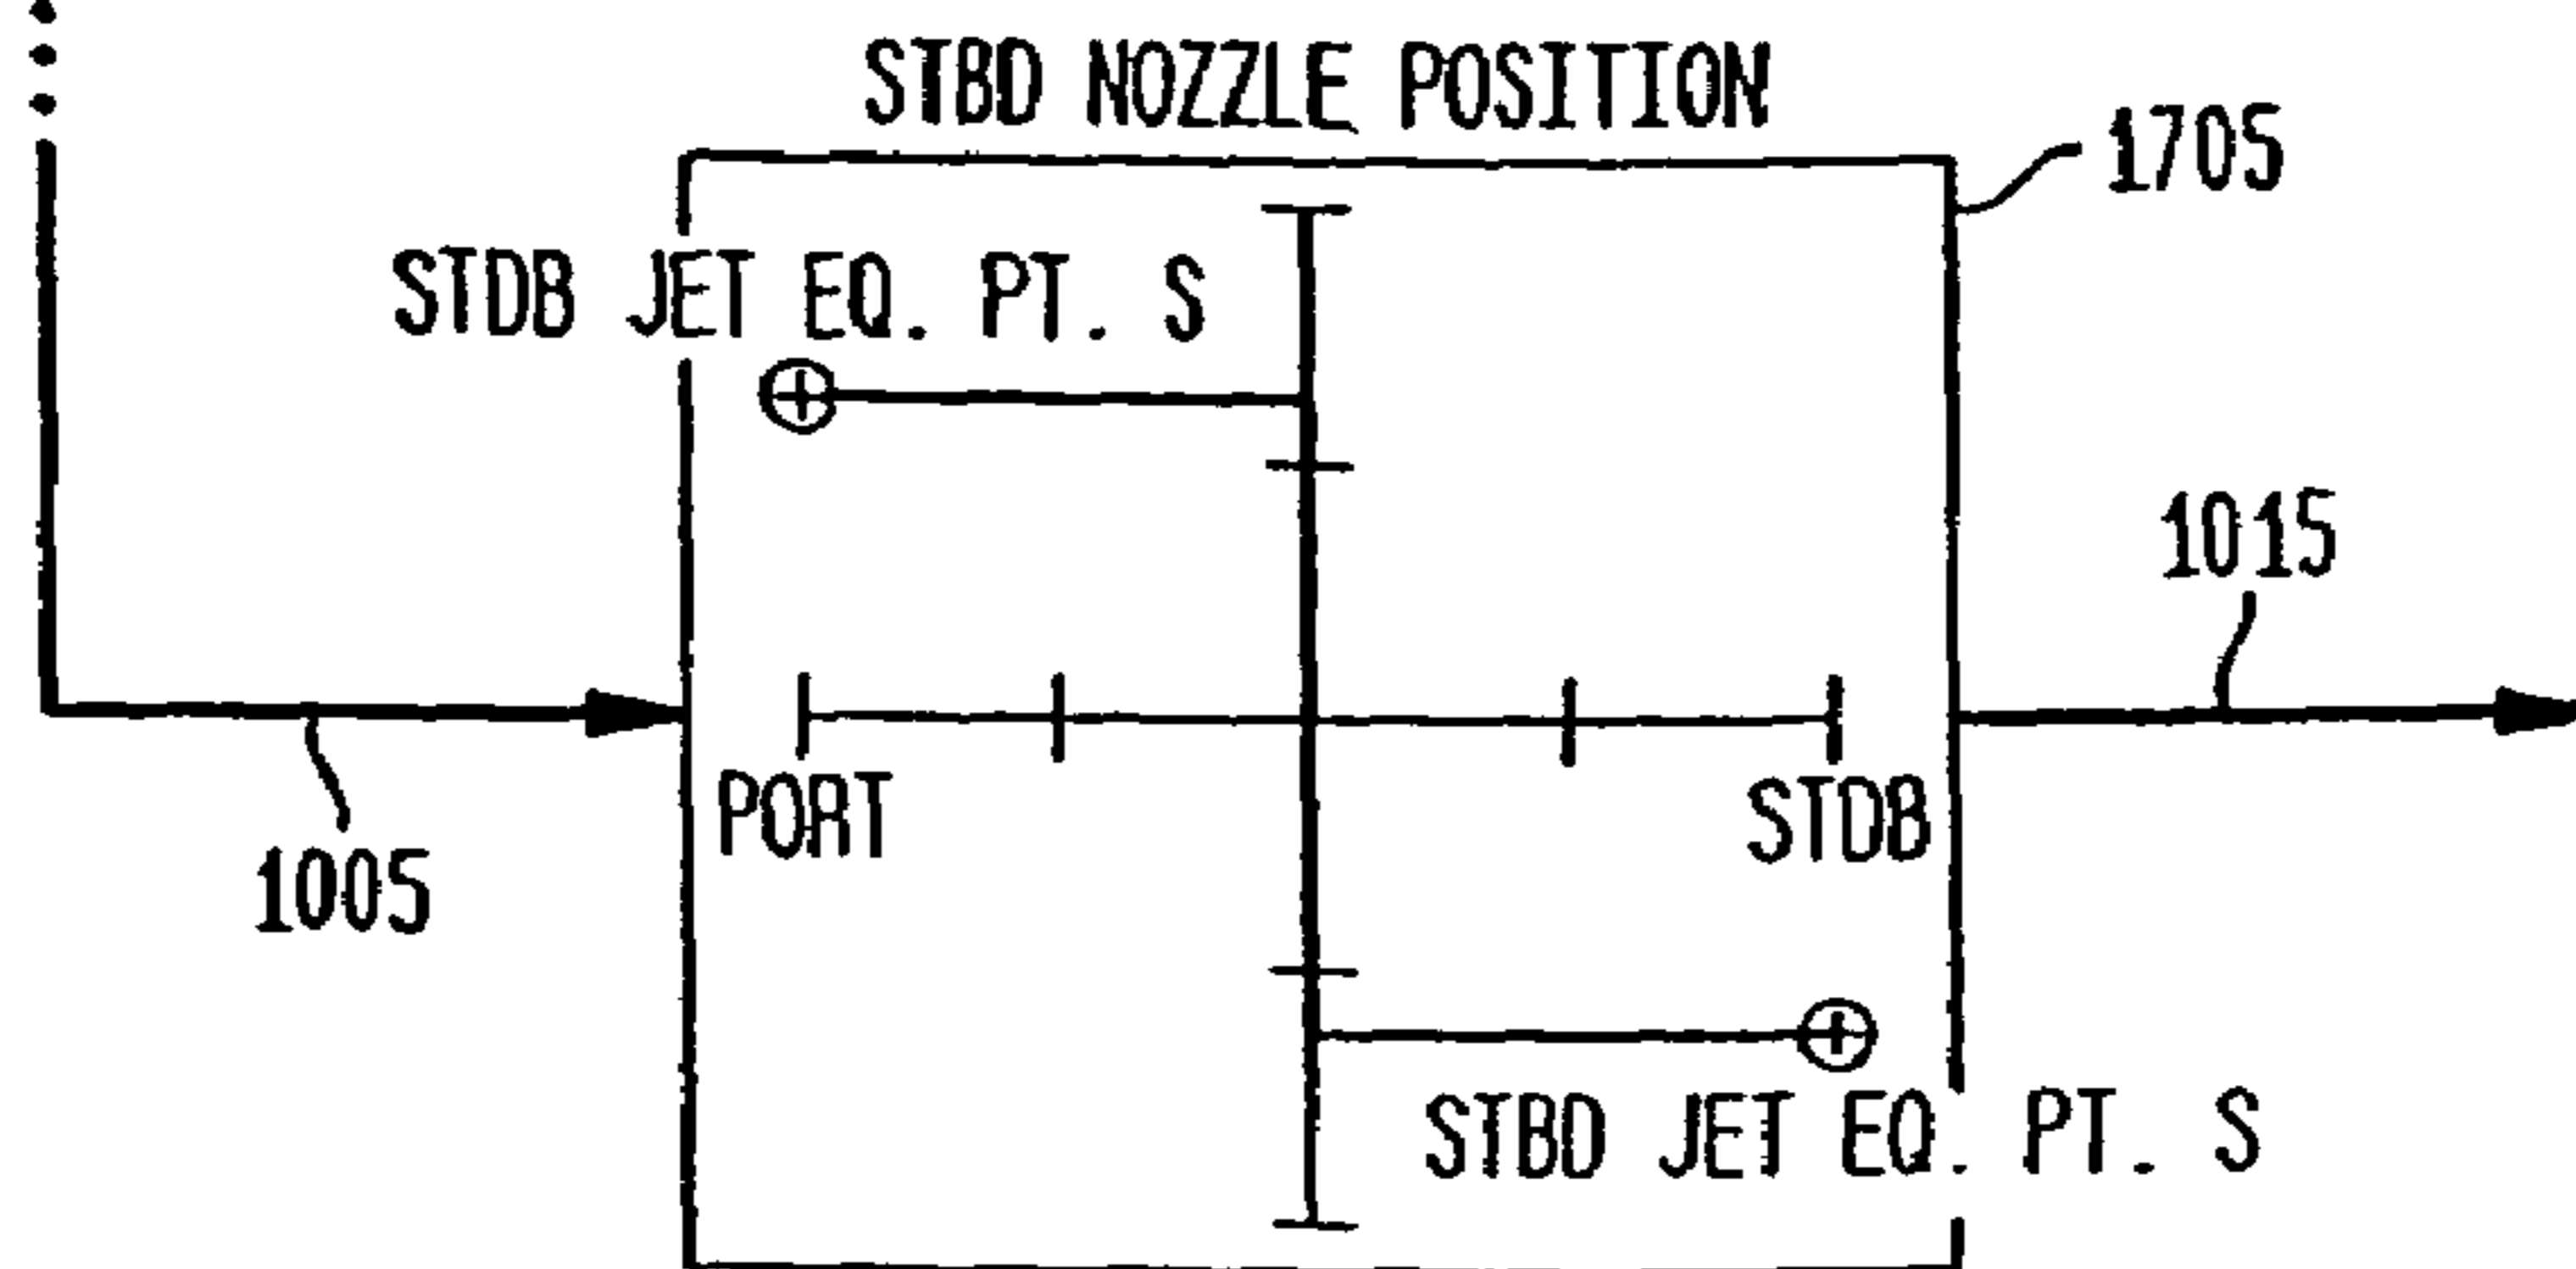 STBD NOZZLE POSITION
1705
STDB JET EQ. PT. S
1015
PORT
STDB
1005
STBD JET EQ. PT. S